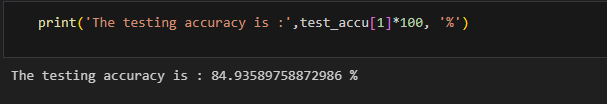 print('The testing accuracy is :',test_accu[1]*100, '%')
The testing accuracy is : 84.93589758872986 %